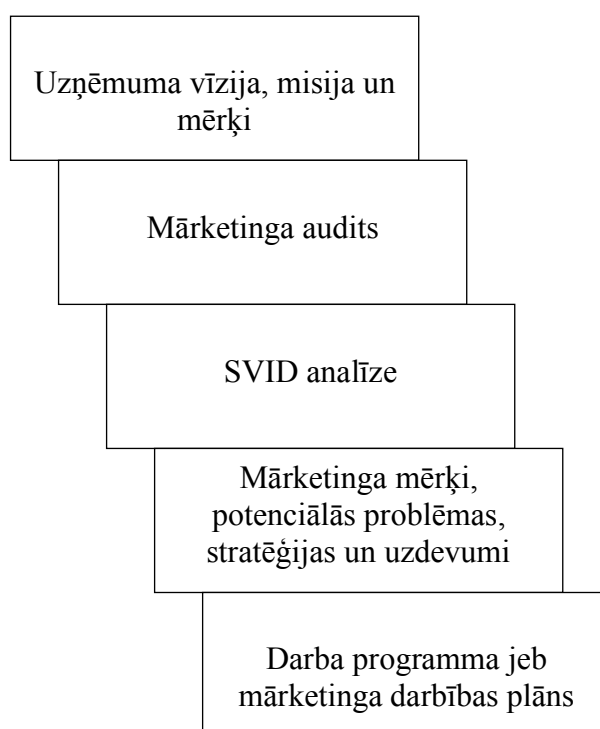 Uzņēmuma vīzija, misija un
mērķi
Mārketinga audits
SVID analīze
Mārketinga mērķi,
potenciālās problēmas,
stratēģijas un uzdevumi
Darba programma jeb
mārketinga darbības plāns